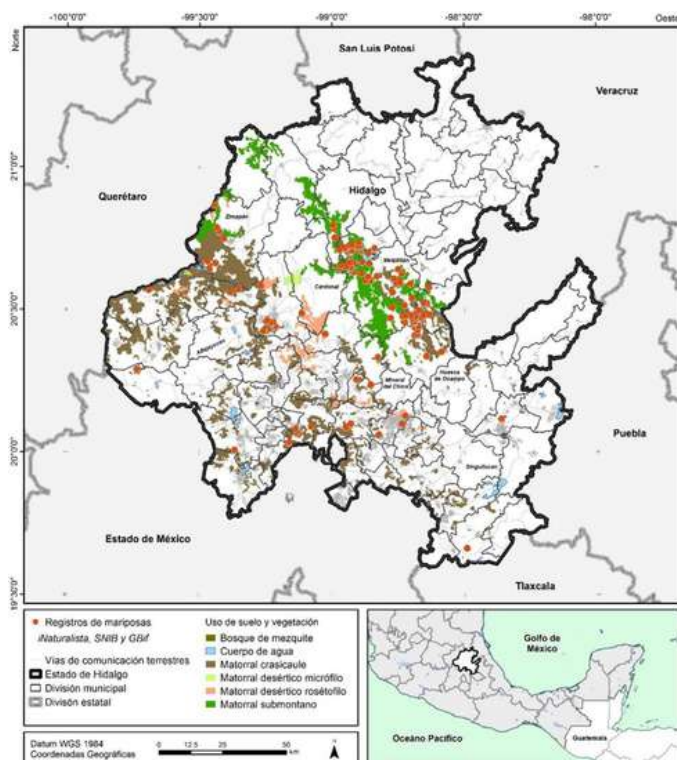 -100°0'0"
-99°30'0"
-99°0'0"
-98°30'0"
-98°0'0"
Oeste
Norte
San Luis Potosí
Veracruz
21°0'0"
Querétaro
Hidalgo
Zimapán
Metztitlán
Cardonal
20°30'0"
Mineral
del Chico
Huasca
de Ocampo
Puebla
20°0'0"
Singuilucan
Estado de México
Tlaxcala
19°30'0"
Registros de mariposas
iNaturalista, SNIB y GBif
Vías de comunicación terrestres
Estado de Hidalgo
División municipal
División estatal
Uso de suelo y vegetación
Bosque de mezquite
Cuerpo de agua
Matorral crasicaule
Matorral desértico micrófilo
Matorral desértico rosétofilo
Matorral submontano
Golfo de
México
Océano Pacífico
Guatemala
Datum WGS 1984
Coordenadas Geográficas
0 12.5 25 50
km
N